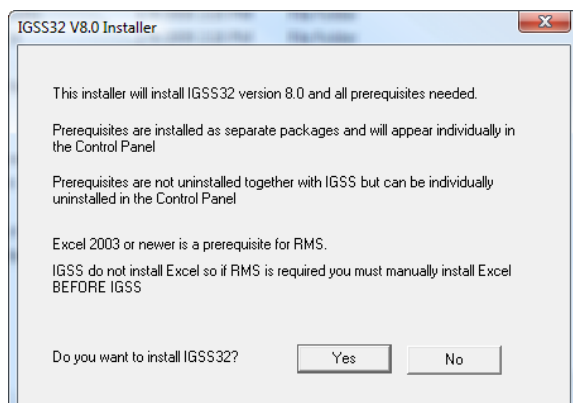 IGSS32 V8.0 Installer
This installer will install IGSS32 version 8.0 and all prerequisites needed.
Prerequisites are installed as separate packages and will appear individually in
the Control Panel
Prerequisites are not uninstalled together with IGSS but can be individually
uninstalled in the Control Panel
Excel 2003 or newer is a prerequisite for RMS.
IGSS do not install Excel so if RMS is required you must manually install Excel
BEFORE IGSS
Do you want to install IGSS32?
Yes
No